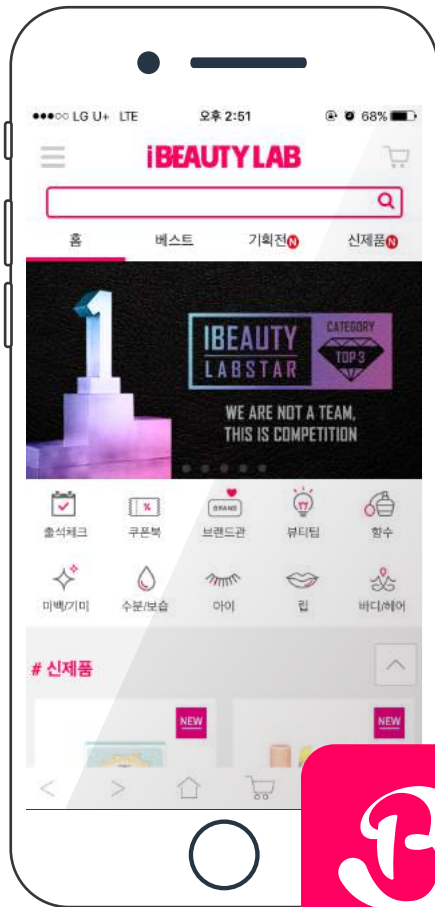 LG U+ LTE 오후 2:51 68%
iBEAUTY LAB
홈 베스트 기획전N 신제품N
1
IBEAUTY LABSTAR
CATEGORY TOP 3
WE ARE NOT A TEAM,
THIS IS COMPETITION
%
BRAND
출석체크 쿠폰북 브랜드관 뷰티팁 향수
미백/기미 수분/보습 아이 립 바디/헤어
# 신제품
NEW NEW